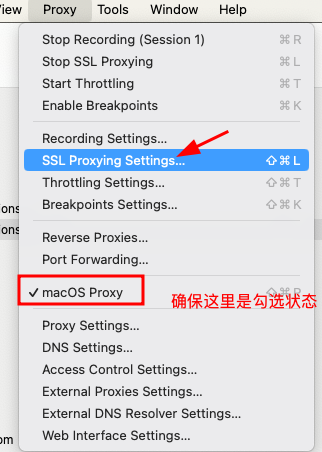 View Proxy Tools Window Help
Stop Recording (Session 1) ⌘R
Stop SSL Proxying ⌘L
Start Throttling ⌘T
Enable Breakpoints ⌘K
Recording Settings...
SSL Proxying Settings... ⇧⌘L
Throttling Settings... ⇧⌘T
Breakpoints Settings... ⇧⌘K
ions
Reverse Proxies...
ions
Port Forwarding...
✓ macOS Proxy ⇧⌘R
确保这里是勾选状态
Proxy Settings...
DNS Settings...
Access Control Settings...
External Proxies Settings...
External DNS Resolver Settings...
Web Interface Settings...
om